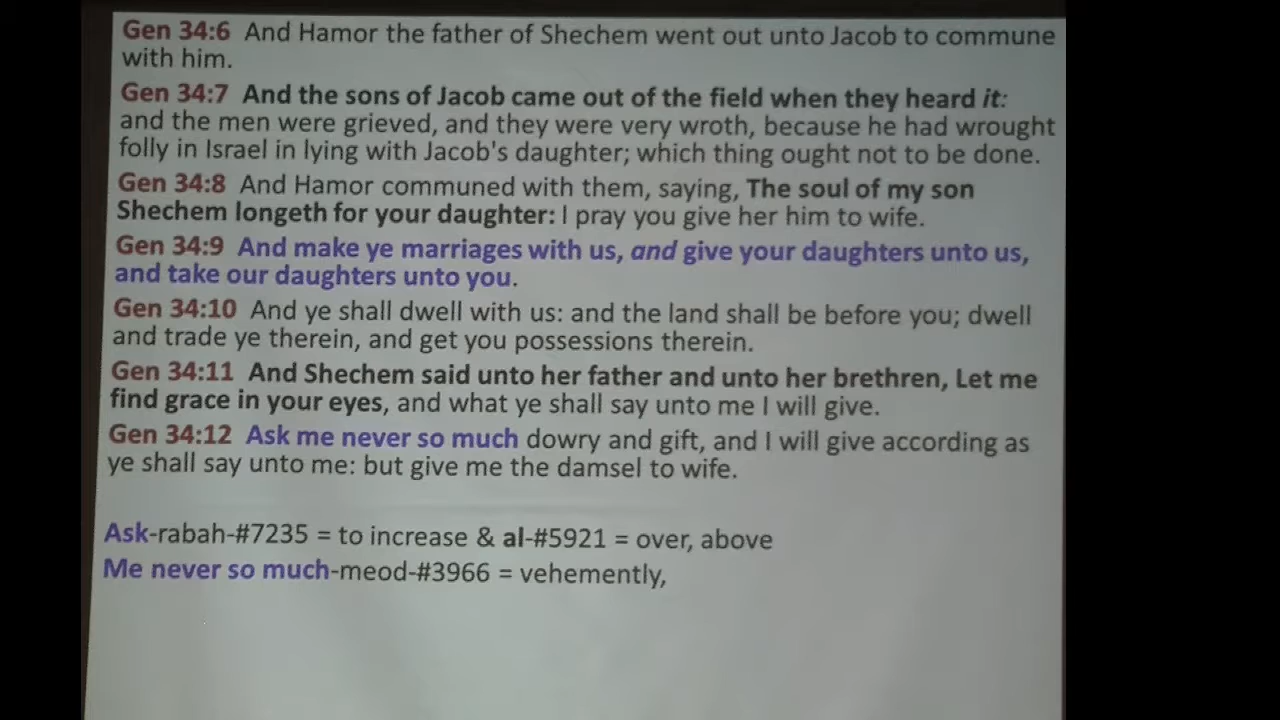 Gen 34:6 And Hamor the father of Shechem went out unto Jacob to commune
with him.
Gen 34:7 And the sons of Jacob came out of the field when they heard it:
and the men were grieved, and they were very wroth, because he had wrought
folly in Israel in lying with Jacob's daughter; which thing ought not to be done.
Gen 34:8 And Hamor communed with them, saying, The soul of my son
Shechem longeth for your daughter: I pray you give her him to wife.
Gen 34:9 And make ye marriages with us, and give your daughters unto us,
and take our daughters unto you.
Gen 34:10 And ye shall dwell with us: and the land shall be before you; dwell
and trade ye therein, and get you possessions therein.
Gen 34:11 And Shechem said unto her father and unto her brethren, Let me
find grace in your eyes, and what ye shall say unto me I will give.
Gen 34:12 Ask me never so much dowry and gift, and I will give according as
ye shall say unto me: but give me the damsel to wife.
Ask-rabah-#7235 = to increase & al-#5921 = over, above
Me never so much-meod-#3966 = vehemently,